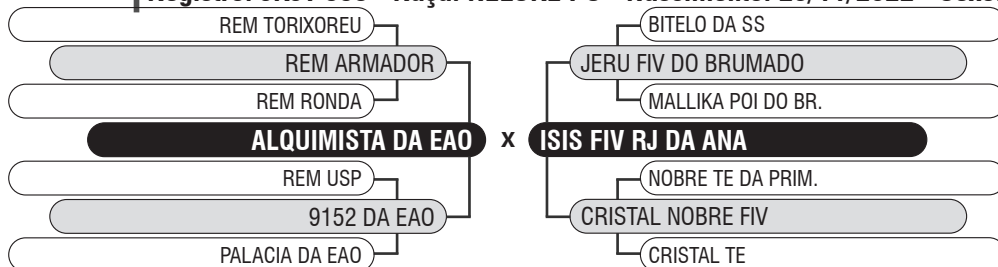 REM TORIXOREU BITELO DA SS
REM ARMADOR JERU FIV DO BRUMADO
REM RONDA MALLIKA POI DO BR.
ALQUIMISTA DA EAO x ISIS FIV RJ DA ANA
REM USP NOBRE TE DA PRIM.
9152 DA EAO CRISTAL NOBRE FIV
PALACIA DA EAO CRISTAL TE